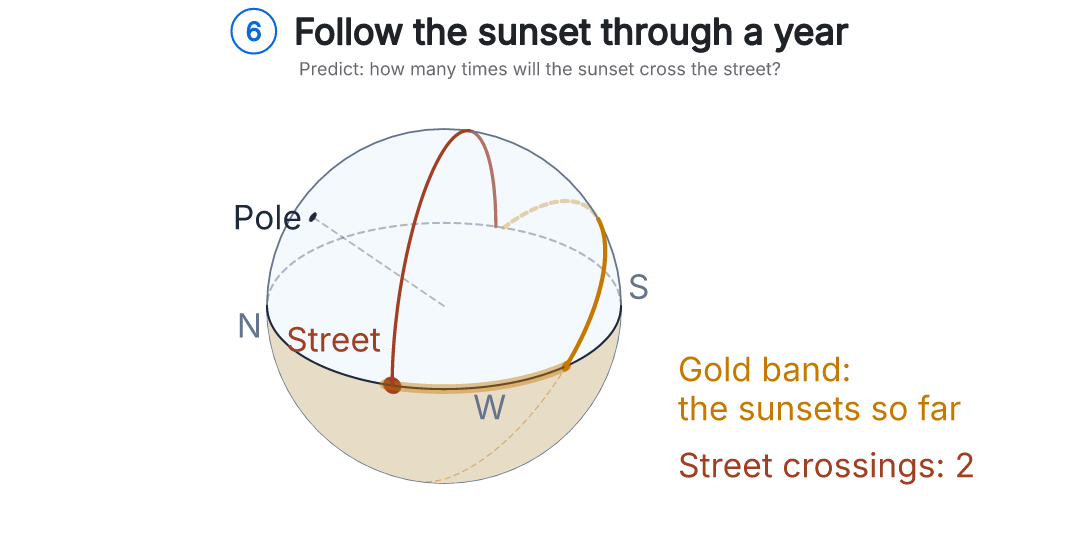 6 Follow the sunset through a year
Predict: how many times will the sunset cross the street?
Pole
S
N
Street
W
Gold band:
the sunsets so far
Street crossings: 2